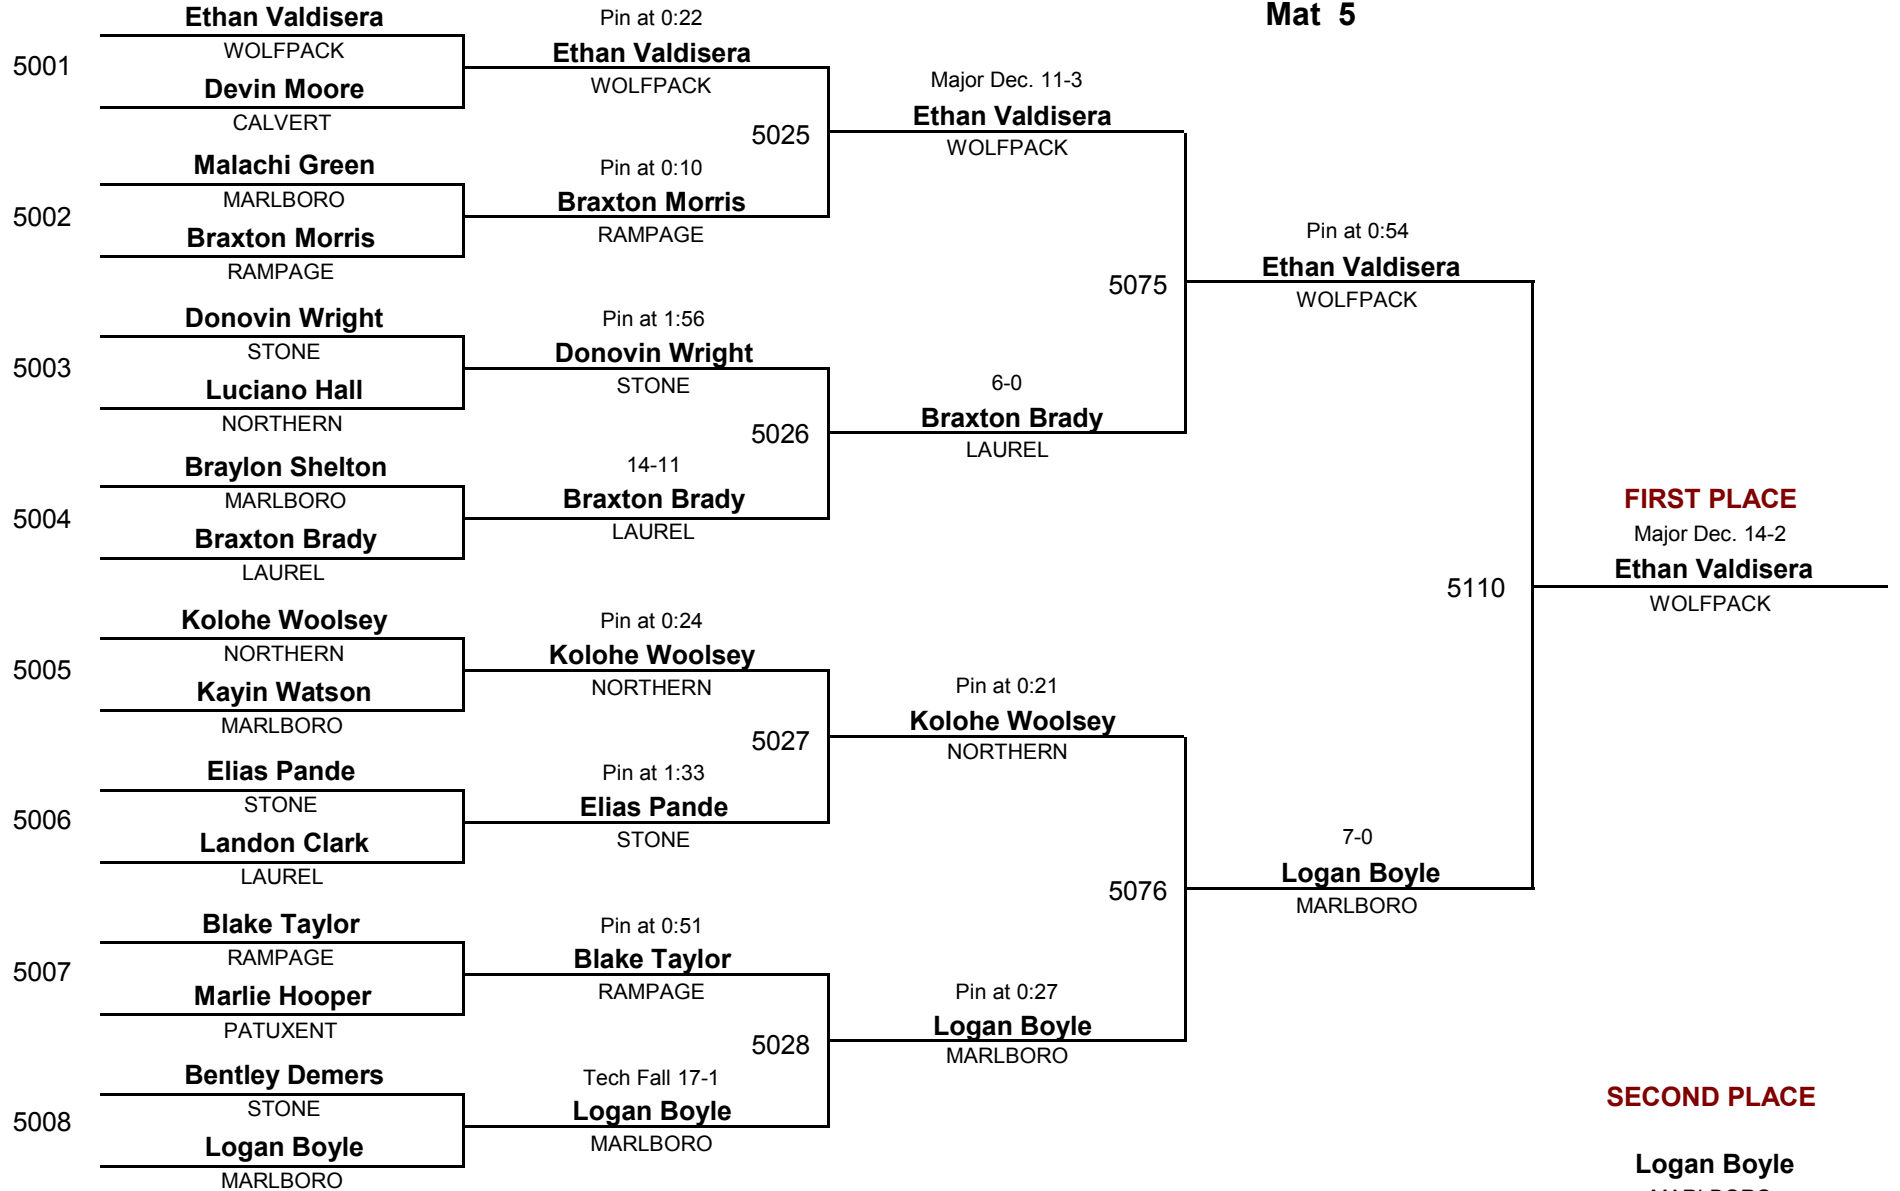 Mat 5
Ethan Valdisera
WOLFPACK
5001
Devin Moore
CALVERT
Malachi Green
MARLBORO
5002
Braxton Morris
RAMPAGE
Donovin Wright
STONE
5003
Luciano Hall
NORTHERN
Braylon Shelton
MARLBORO
5004
Braxton Brady
LAUREL
Kolohe Woolsey
NORTHERN
5005
Kayin Watson
MARLBORO
Elias Pande
STONE
5006
Landon Clark
LAUREL
Blake Taylor
RAMPAGE
5007
Marlie Hooper
PATUXENT
Bentley Demers
STONE
5008
Logan Boyle
MARLBORO
Pin at 0:22
Ethan Valdisera
WOLFPACK
5025
Pin at 0:10
Braxton Morris
RAMPAGE
Pin at 1:56
Donovin Wright
STONE
5026
14-11
Braxton Brady
LAUREL
Pin at 0:24
Kolohe Woolsey
NORTHERN
5027
Pin at 1:33
Elias Pande
STONE
Pin at 0:51
Blake Taylor
RAMPAGE
5028
Tech Fall 17-1
Logan Boyle
MARLBORO
Major Dec. 11-3
Ethan Valdisera
WOLFPACK
5075
6-0
Braxton Brady
LAUREL
Pin at 0:21
Kolohe Woolsey
NORTHERN
5076
Pin at 0:27
Logan Boyle
MARLBORO
Pin at 0:54
Ethan Valdisera
WOLFPACK
5110
7-0
Logan Boyle
MARLBORO
FIRST PLACE
Major Dec. 14-2
Ethan Valdisera
WOLFPACK
SECOND PLACE
Logan Boyle
MARLBORO